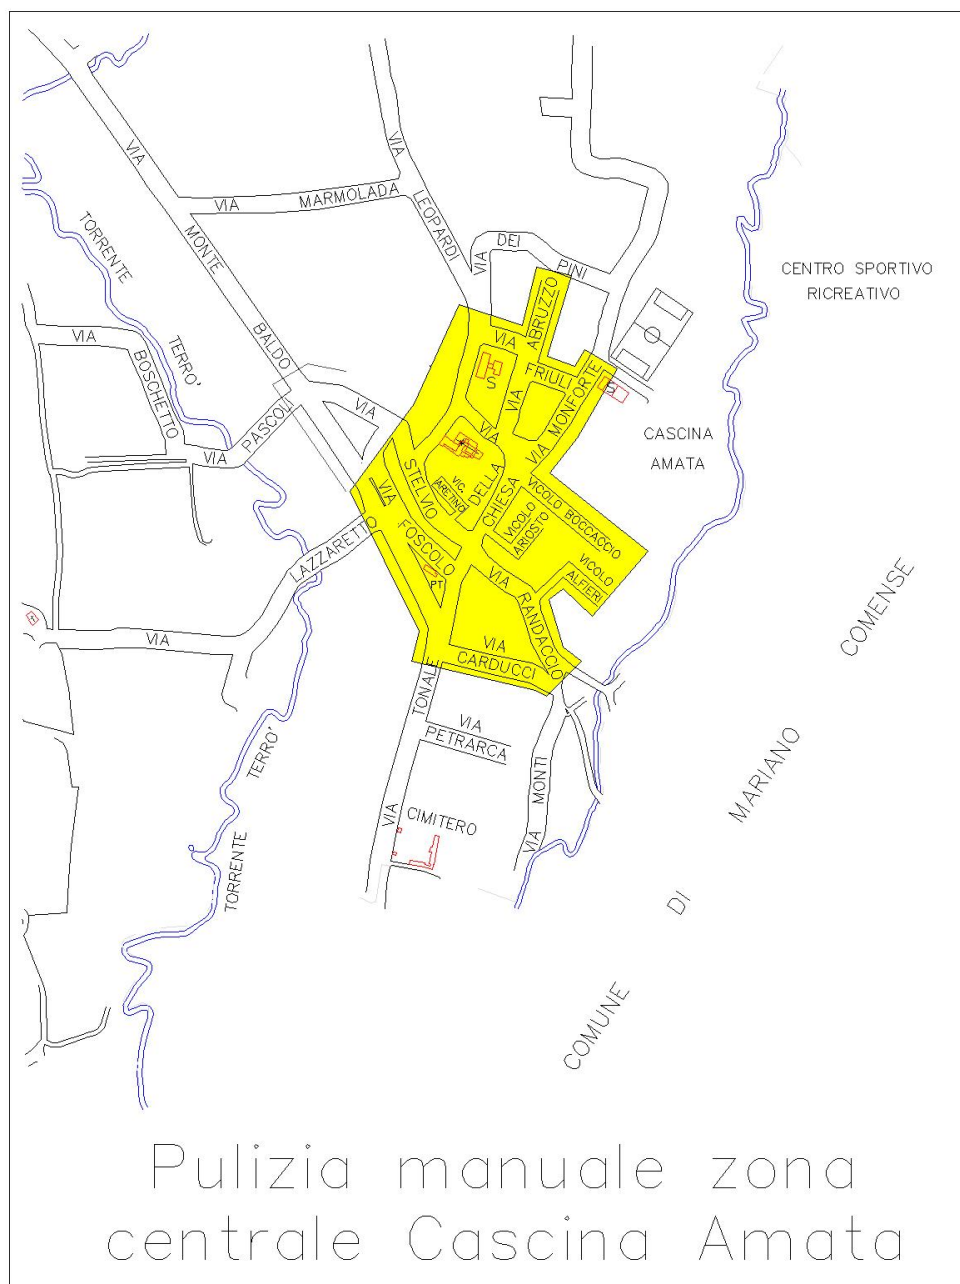 VIA
MONTE
BALDO
VIA
MARMOLADA
VIA
LEOPARDI
VIA
DEI
PINI
TORRENTE
TERRO'
CENTRO SPORTIVO
RICREATIVO
VIA
BOSCHETTO
VIA
PASCOLI
VIA
STELVIO
VIA
ABRUZZO
VIA
FRIULI
S
VIA
MONFORTE
S
CASCINA
AMATA
VIA
DELLA
CHIESA
VIC.
ARETINO
VICOLO BOCCACCIO
VICOLO
ARIOSTO
VICOLO
ALFIERI
VIA
FOSCOLO
PT
VIA
RANDACCIO
VIA
CARDUCCI
VIA
LAZZARETTO
VIA
TONALE
VIA
PETRARCA
VIA
MONTI
CIMITERO
TORRENTE
TERRO'
COMUNE
DI
MARIANO
COMENSE
Pulizia manuale zona
centrale Cascina Amata